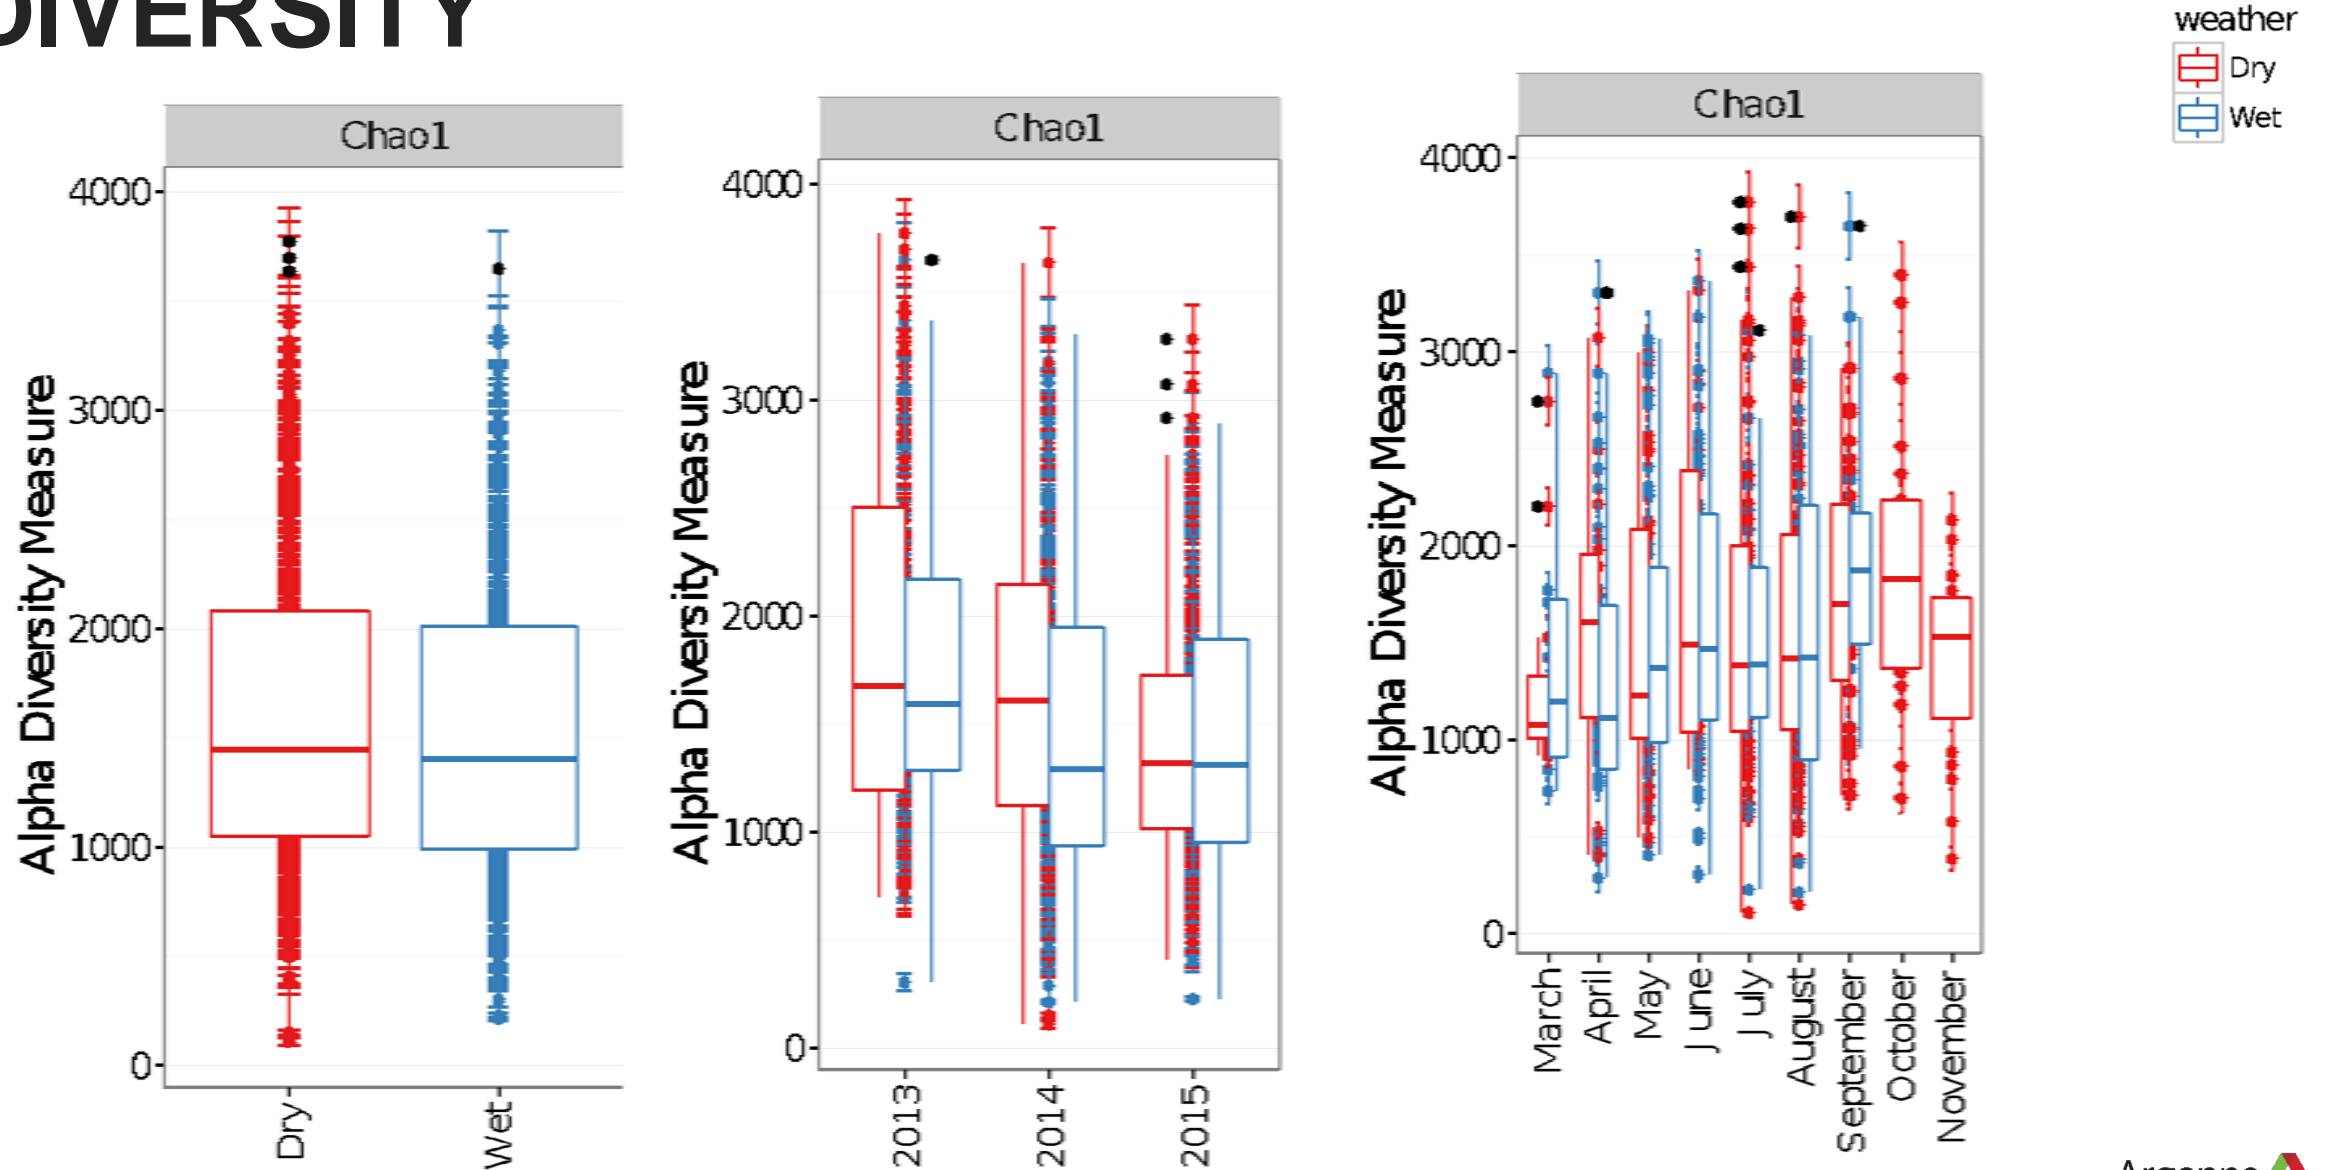 DIVERSITY
weather
Dry
Wet
Chao1
Alpha Diversity Measure
4000
3000
2000
1000
0
Dry
Wet
Chao1
Alpha Diversity Measure
4000
3000
2000
1000
0
2013
2014
2015
Chao1
Alpha Diversity Measure
4000
3000
2000
1000
0
March
April
May
June
July
August
September
October
November